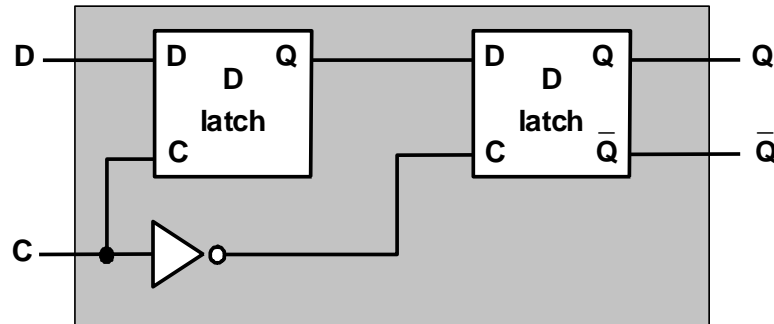 D D Q D Q Q
D D
latch latch
C C Q̅ Q̅
C